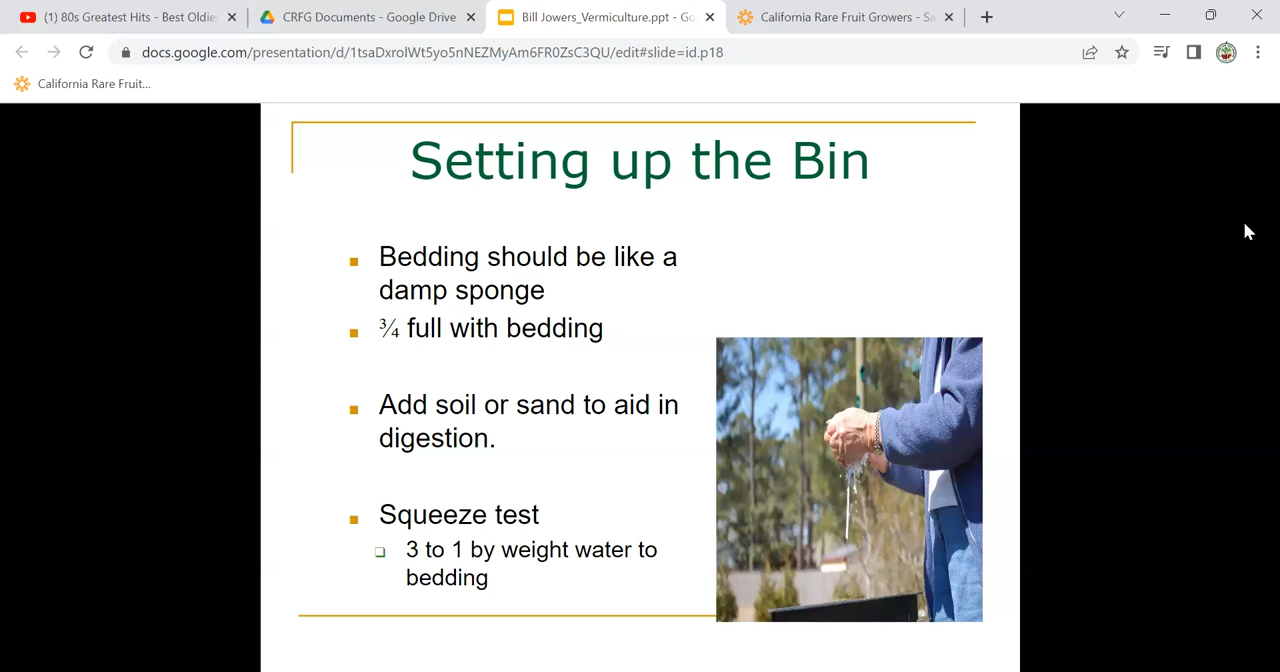 (1) 80s Greatest Hits - Best Oldie
CRFG Documents - Google Drive
Bill Jowers_Vermiculture.ppt - Go
California Rare Fruit Growers - Sa
docs.google.com/presentation/d/1tsaDxrolWt5yo5nNEZMyAm6FR0ZsC3QU/edit#slide=id.p18
California Rare Fruit...
Setting up the Bin
Bedding should be like a
damp sponge
¾ full with bedding
Add soil or sand to aid in
digestion.
Squeeze test
3 to 1 by weight water to
bedding